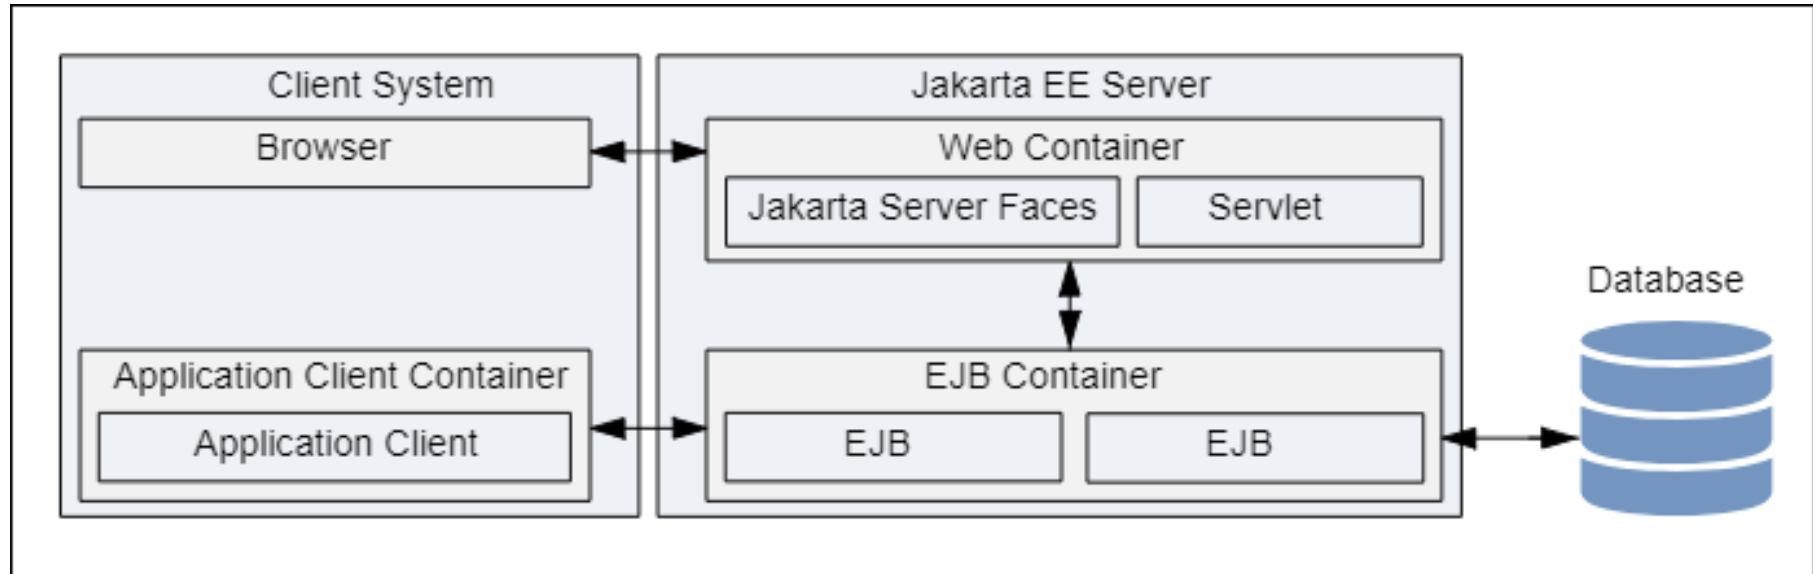 Client System
Browser
Application Client Container
Application Client
Jakarta EE Server
Web Container
Jakarta Server Faces
Servlet
EJB Container
EJB
EJB
Database